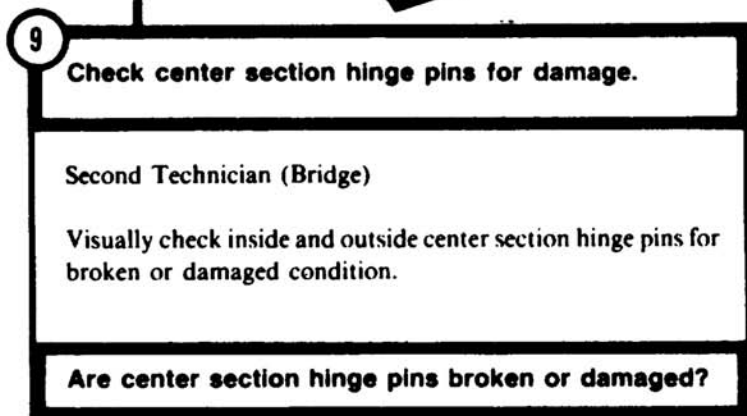 9
Check center section hinge pins for damage.
Second Technician (Bridge)
Visually check inside and outside center section hinge pins for
broken or damaged condition.
Are center section hinge pins broken or damaged?